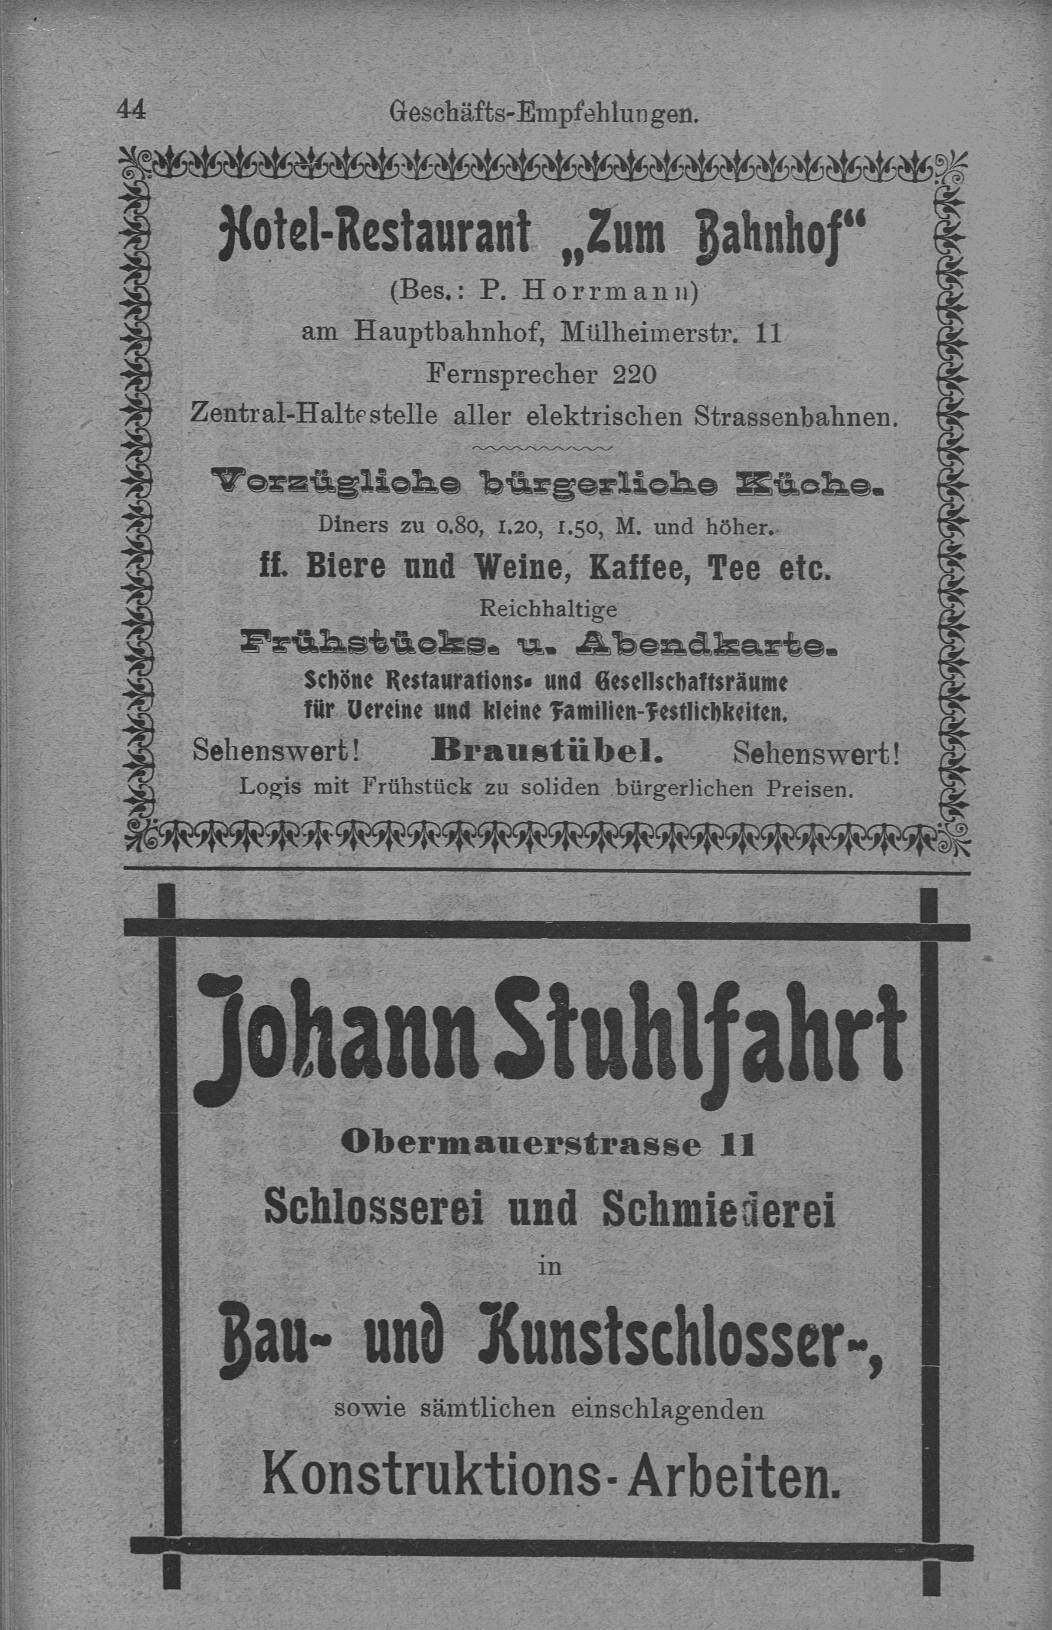 44 Geschäfts-Empfehlungen.
Hotel-Restaurant „Zum Bahnhof“
(Bes.: P. Horrmann)
am Hauptbahnhof, Mülheimerstr. 11
Fernsprecher 220
Zentral-Haltestelle aller elektrischen Strassenbahnen.
Vorzügliche bürgerliche Küche.
Diners zu 0.80, 1.20, 1.50, M. und höher.
ff. Biere und Weine, Kaffee, Tee etc.
Reichhaltige
Frühstücks. u. Abendkarte.
Schöne Restaurations- und Gesellschaftsräume
für Vereine und kleine Familien-Festlichkeiten.
Sehenswert! Braustübel. Sehenswert!
Logis mit Frühstück zu soliden bürgerlichen Preisen.
Johann Stuhlfahrt
Obermauerstrasse 11
Schlosserei und Schmiederei
in
Bau- und Kunstschlosser-,
sowie sämtlichen einschlagenden
Konstruktions-Arbeiten.